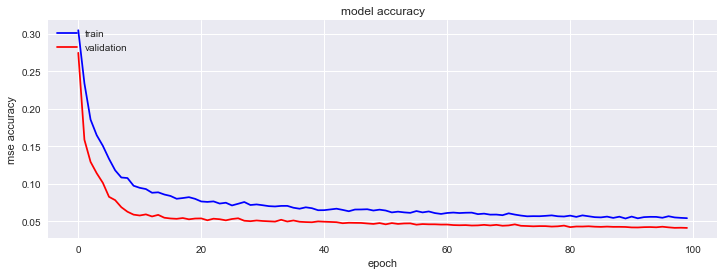 model accuracy
train
validation
0.30
0.25
0.20
0.15
0.10
0.05
mse accuracy
0 20 40 60 80 100
epoch